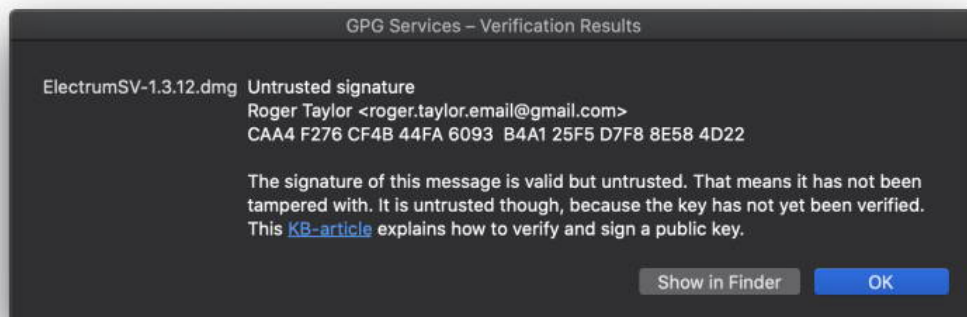 GPG Services – Verification Results
ElectrumSV-1.3.12.dmg Untrusted signature
Roger Taylor <roger.taylor.email@gmail.com>
CAA4 F276 CF4B 44FA 6093 B4A1 25F5 D7F8 8E58 4D22
The signature of this message is valid but untrusted. That means it has not been
tampered with. It is untrusted though, because the key has not yet been verified.
This KB-article explains how to verify and sign a public key.
Show in Finder OK